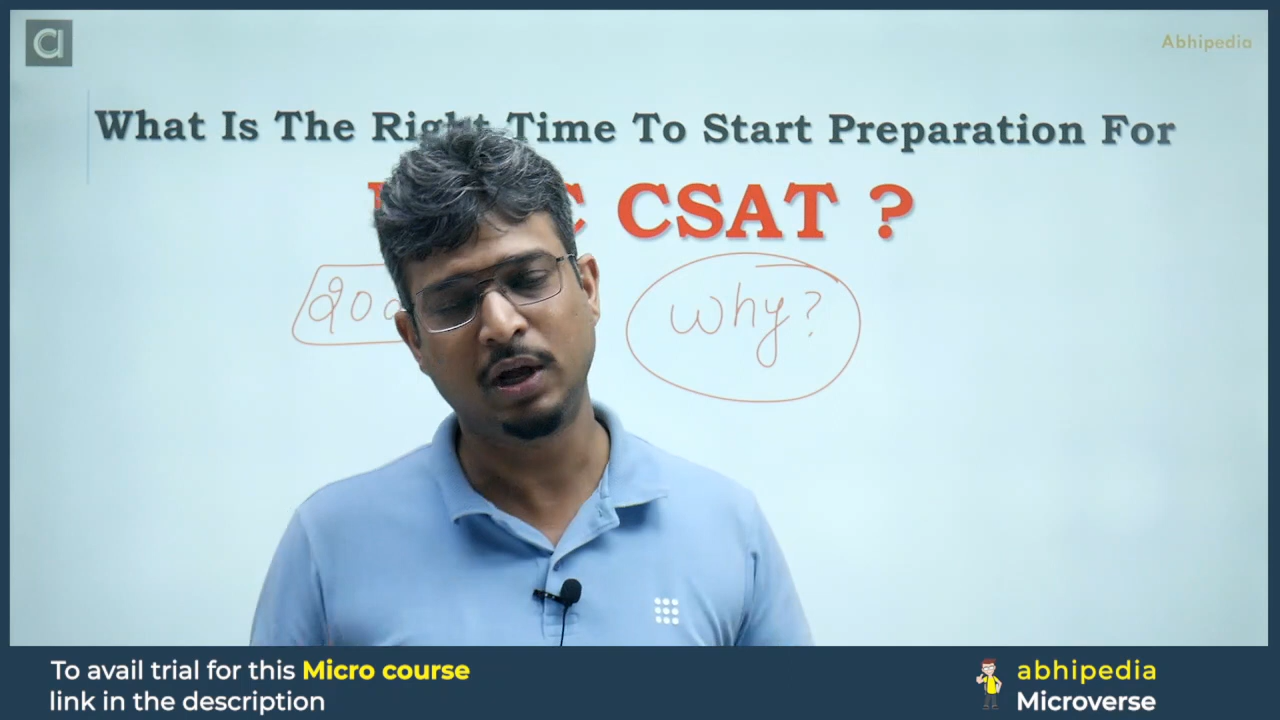 Abhipedia
What Is The Right Time To Start Preparation For
CSAT ?
why?
To avail trial for this Micro course
link in the description
abhipedia
Microverse